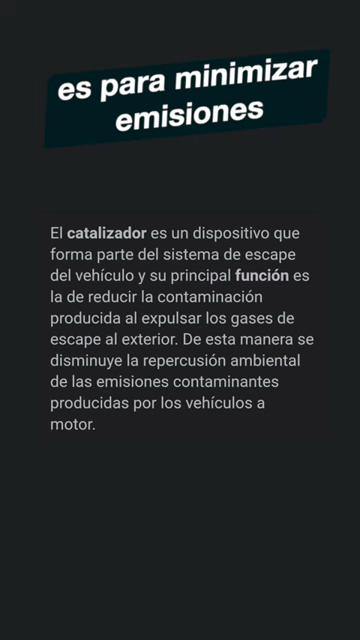 es para minimizar
emisiones
El catalizador es un dispositivo que
forma parte del sistema de escape
del vehículo y su principal función es
la de reducir la contaminación
producida al expulsar los gases de
escape al exterior. De esta manera se
disminuye la repercusión ambiental
de las emisiones contaminantes
producidas por los vehículos a
motor.